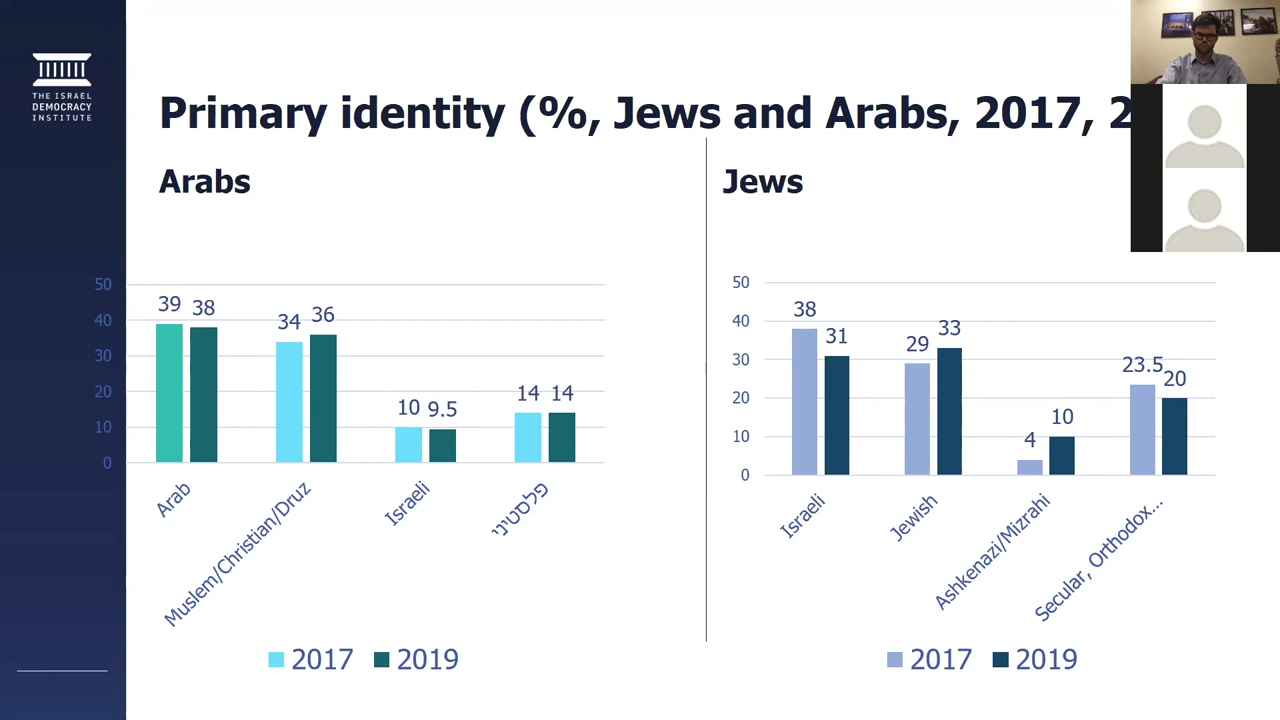 THE ISRAEL
DEMOCRACY
INSTITUTE
Primary identity (%, Jews and Arabs, 2017, 2
Arabs
50
40
30
20
10
0
39
38
34
36
10
9.5
14
14
Arab
Muslem/Christian/Druz
Israeli
פלסטיני
2017
2019
Jews
50
40
30
20
10
0
38
31
29
33
4
10
23.5
20
Israeli
Jewish
Ashkenazi/Mizrahi
Secular, Orthodox...
2017
2019